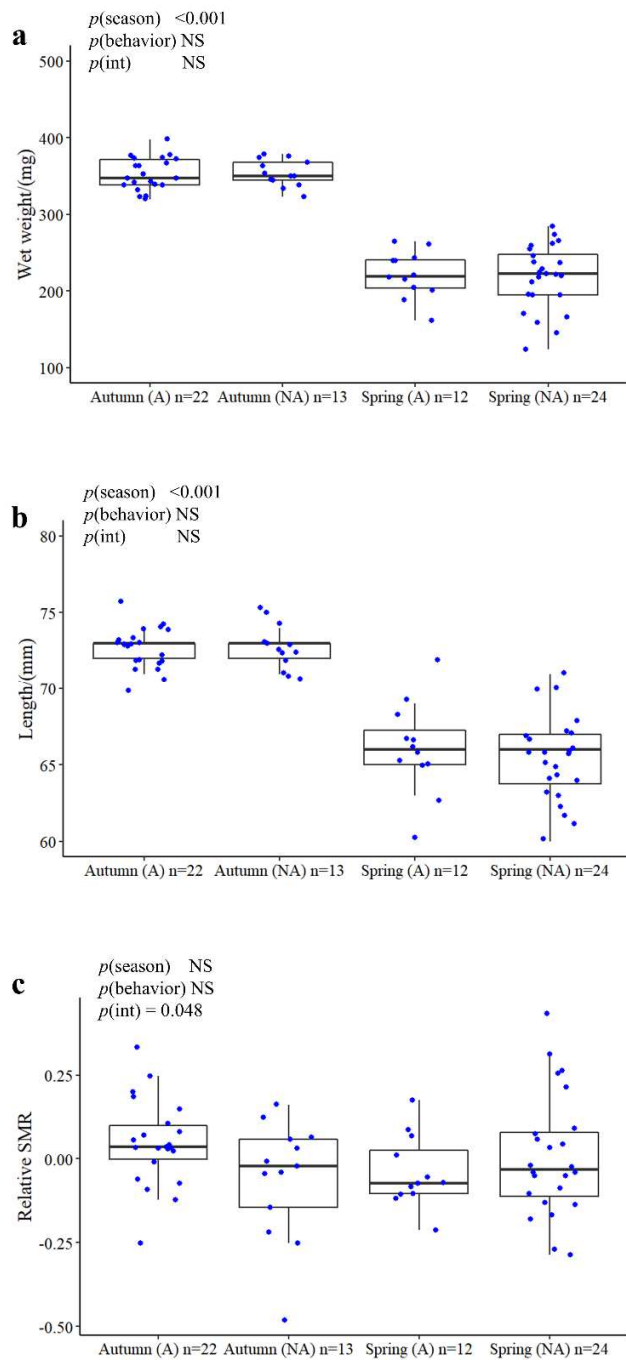 a
p(season) <0.001
p(behavior) NS
p(int) NS
500
400
300
200
100
Wet weight/(mg)
Autumn (A) n=22 Autumn (NA) n=13 Spring (A) n=12 Spring (NA) n=24
b
p(season) <0.001
p(behavior) NS
p(int) NS
80
75
70
65
60
Length/(mm)
Autumn (A) n=22 Autumn (NA) n=13 Spring (A) n=12 Spring (NA) n=24
c
p(season) NS
p(behavior) NS
p(int) = 0.048
0.25
0.00
-0.25
-0.50
Relative SMR
Autumn (A) n=22 Autumn (NA) n=13 Spring (A) n=12 Spring (NA) n=24